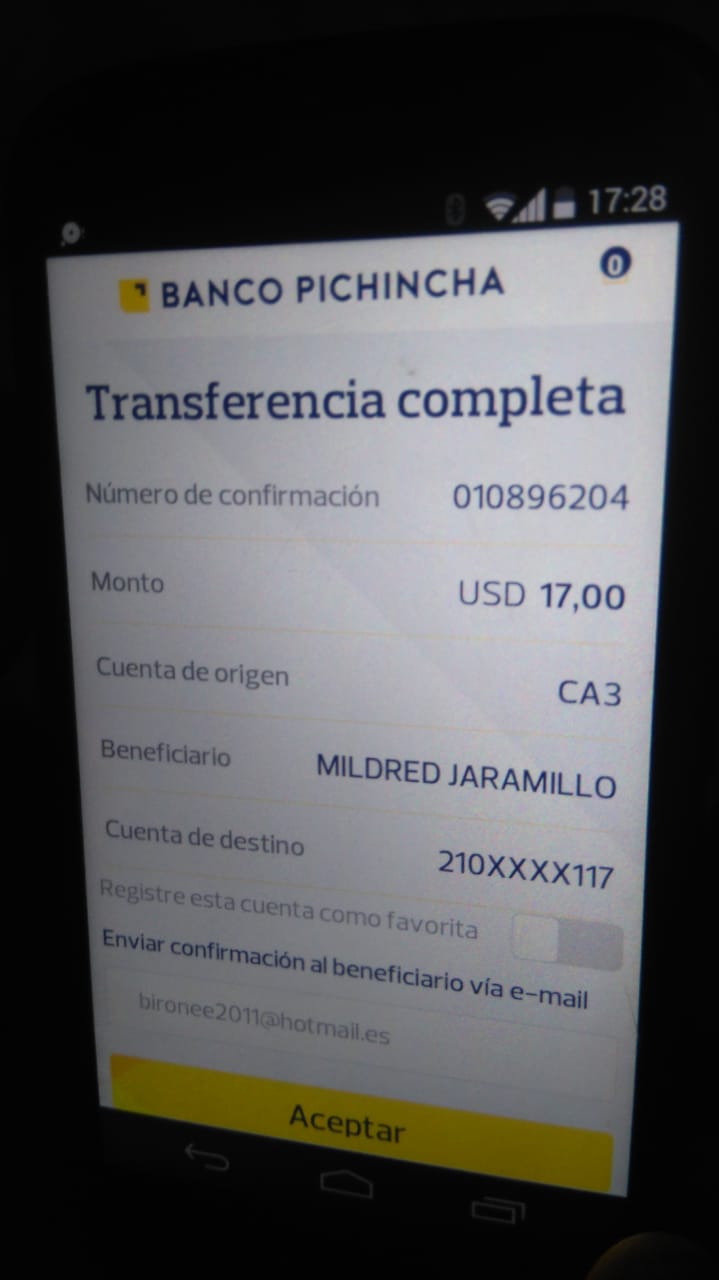 17:28
BANCO PICHINCHA
0
Transferencia completa
Número de confirmación 010896204
Monto USD 17,00
Cuenta de origen CA3
Beneficiario MILDRED JARAMILLO
Cuenta de destino 210XXXX117
Registre esta cuenta como favorita
Enviar confirmación al beneficiario vía e-mail
bironee2011@hotmail.es
Aceptar